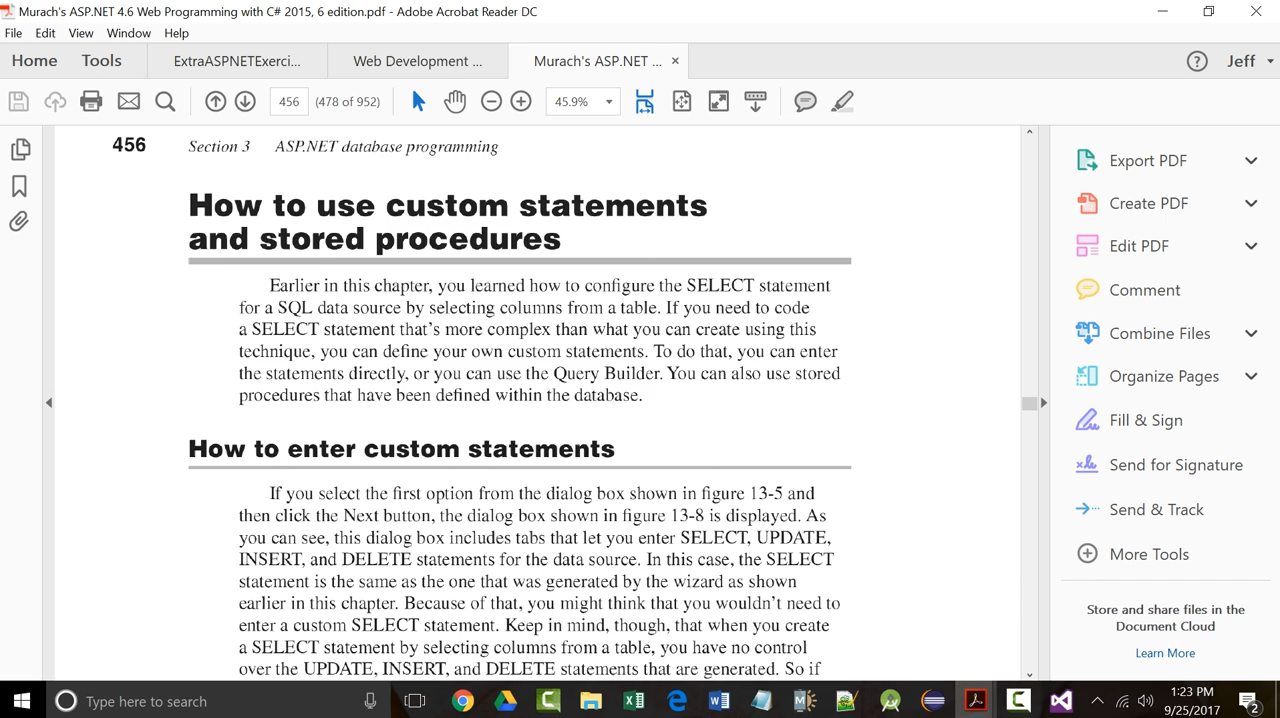 Murach's ASP.NET 4.6 Web Programming with C# 2015, 6 edition.pdf - Adobe Acrobat Reader DC
File Edit View Window Help
Home Tools ExtraASPNETExerci... Web Development ... Murach's ASP.NET ... × Jeff
456 (478 of 952) 45.9%
456 Section 3 ASP.NET database programming
How to use custom statements
and stored procedures
Earlier in this chapter, you learned how to configure the SELECT statement
for a SQL data source by selecting columns from a table. If you need to code
a SELECT statement that's more complex than what you can create using this
technique, you can define your own custom statements. To do that, you can enter
the statements directly, or you can use the Query Builder. You can also use stored
procedures that have been defined within the database.
How to enter custom statements
If you select the first option from the dialog box shown in figure 13-5 and
then click the Next button, the dialog box shown in figure 13-8 is displayed. As
you can see, this dialog box includes tabs that let you enter SELECT, UPDATE,
INSERT, and DELETE statements for the data source. In this case, the SELECT
statement is the same as the one that was generated by the wizard as shown
earlier in this chapter. Because of that, you might think that you wouldn't need to
enter a custom SELECT statement. Keep in mind, though, that when you create
a SELECT statement by selecting columns from a table, you have no control
over the UPDATE, INSERT, and DELETE statements that are generated. So if
Export PDF
Create PDF
Edit PDF
Comment
Combine Files
Organize Pages
Fill & Sign
Send for Signature
Send & Track
More Tools
Store and share files in the
Document Cloud
Learn More
Type here to search
1:23 PM
9/25/2017
2